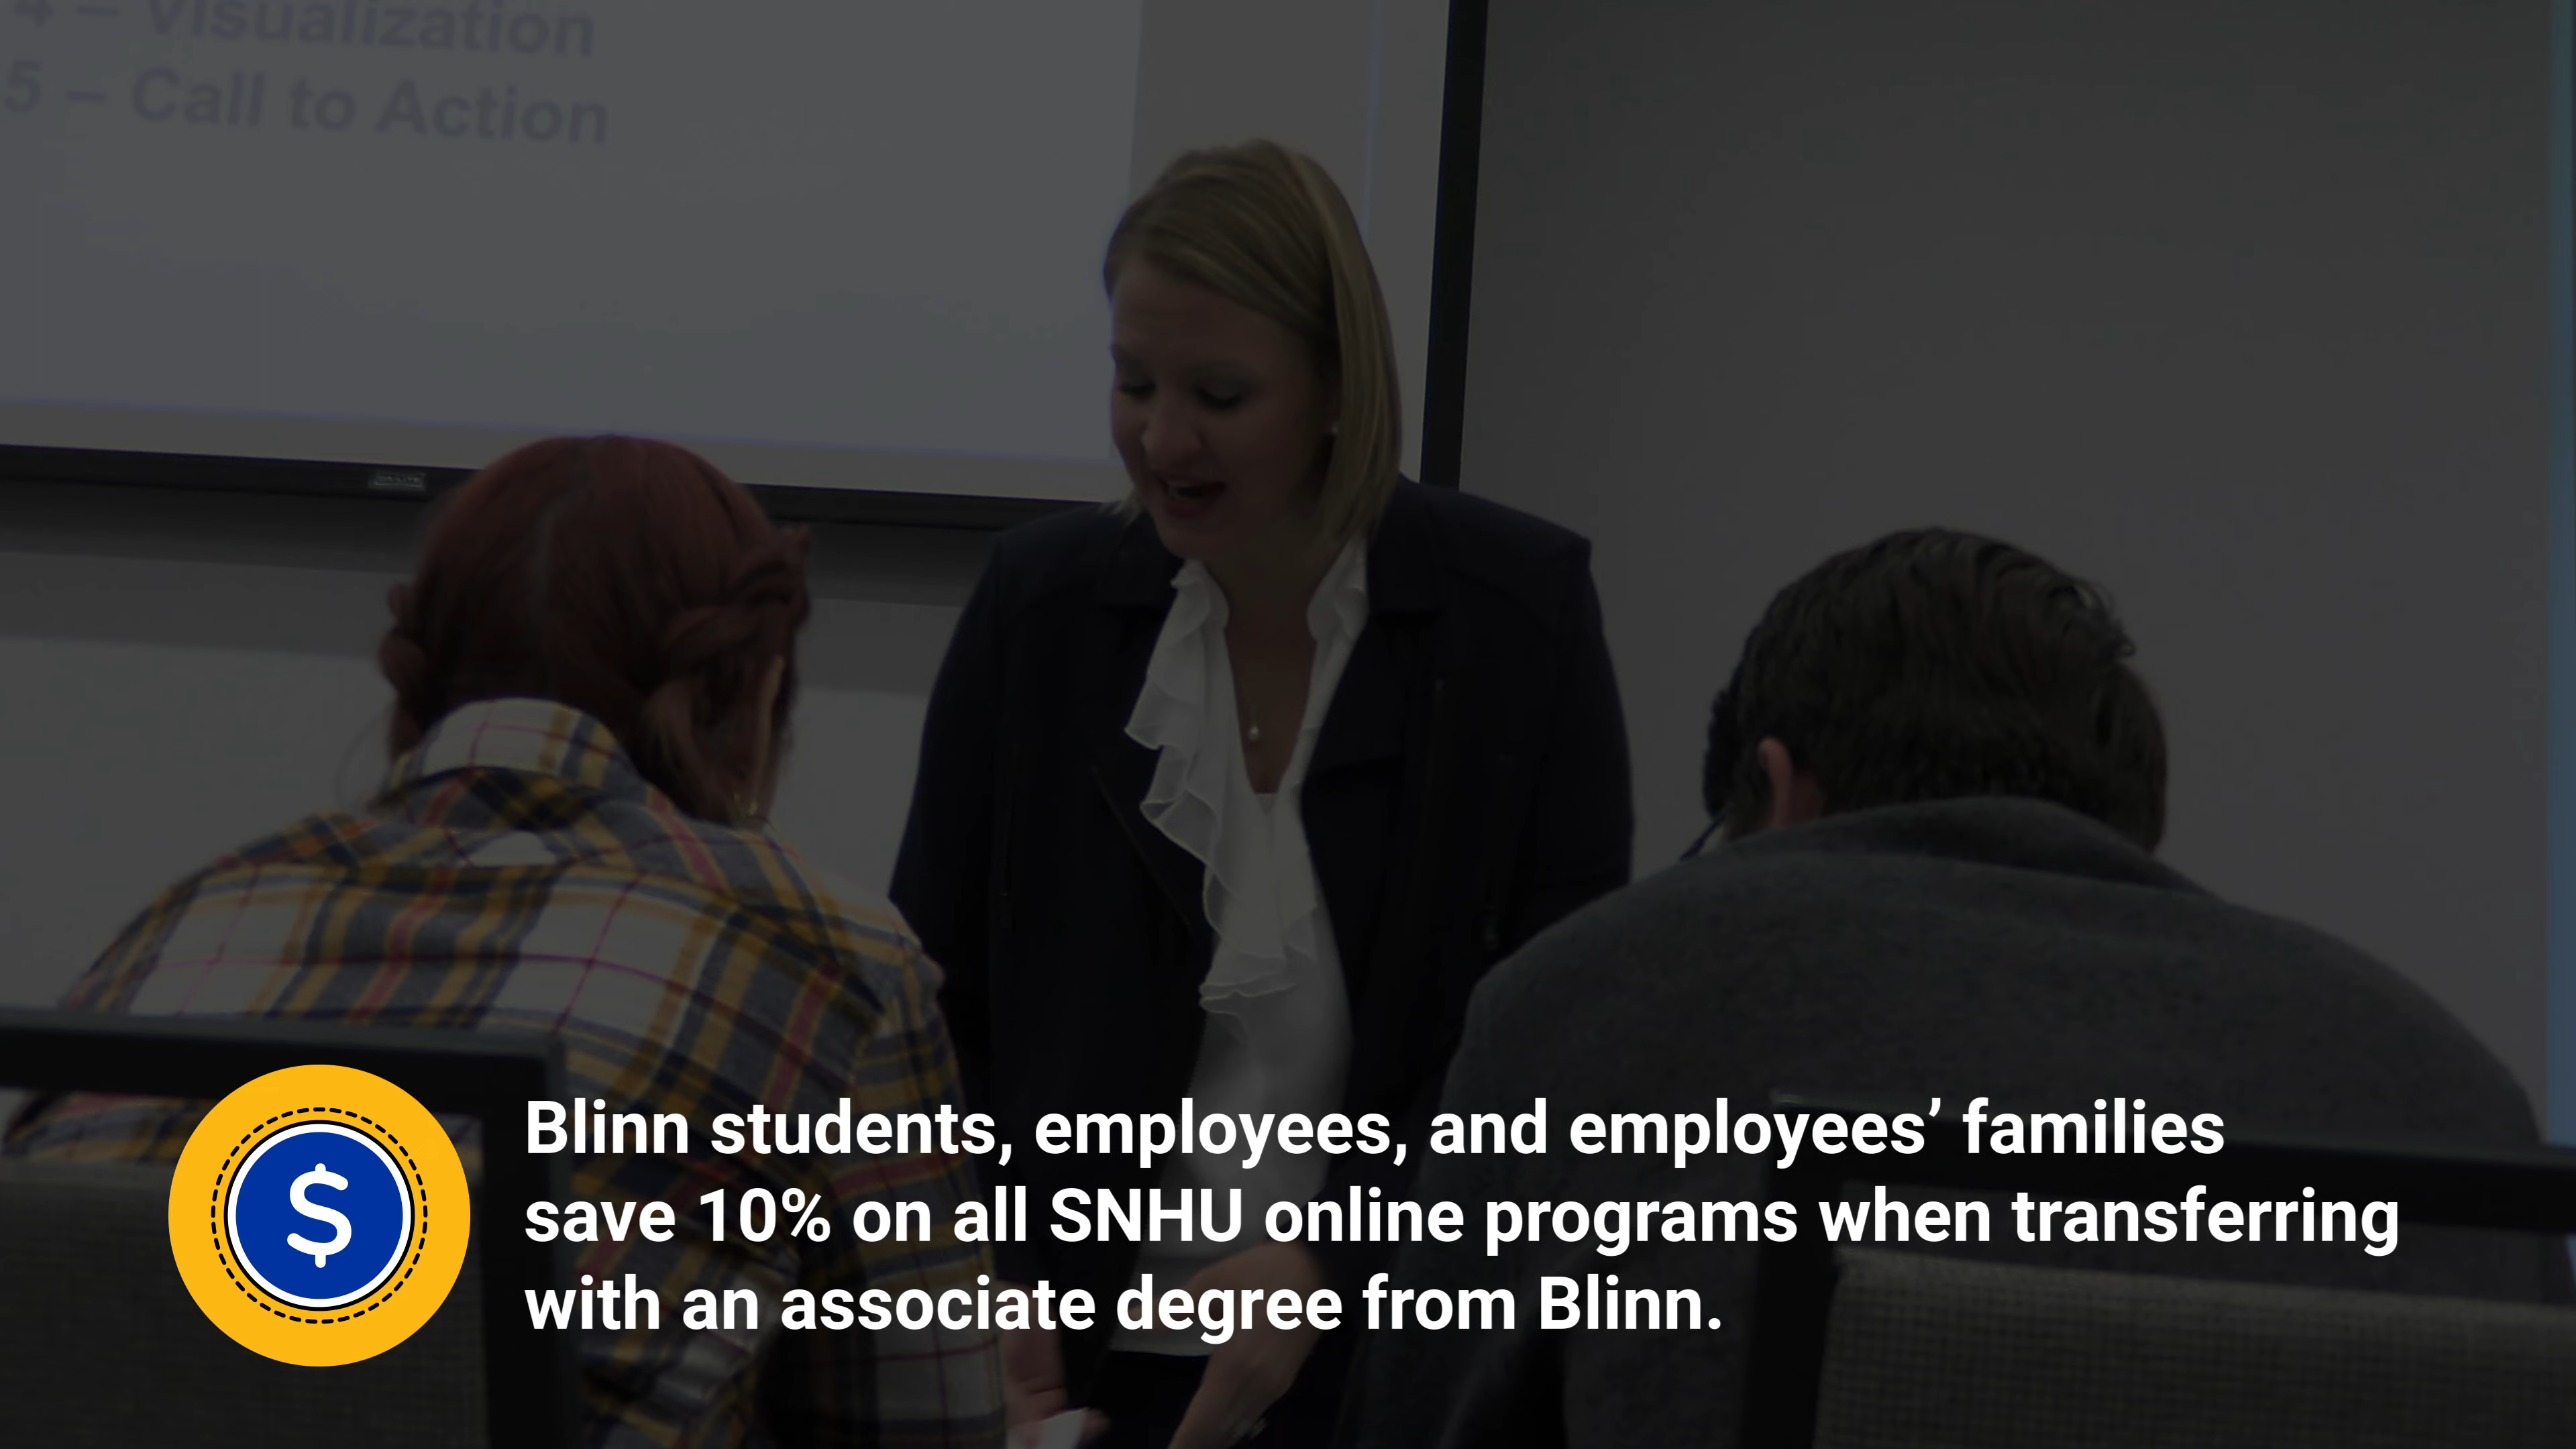 4 – Visualization
5 – Call to Action
$
Blinn students, employees, and employees’ families
save 10% on all SNHU online programs when transferring
with an associate degree from Blinn.